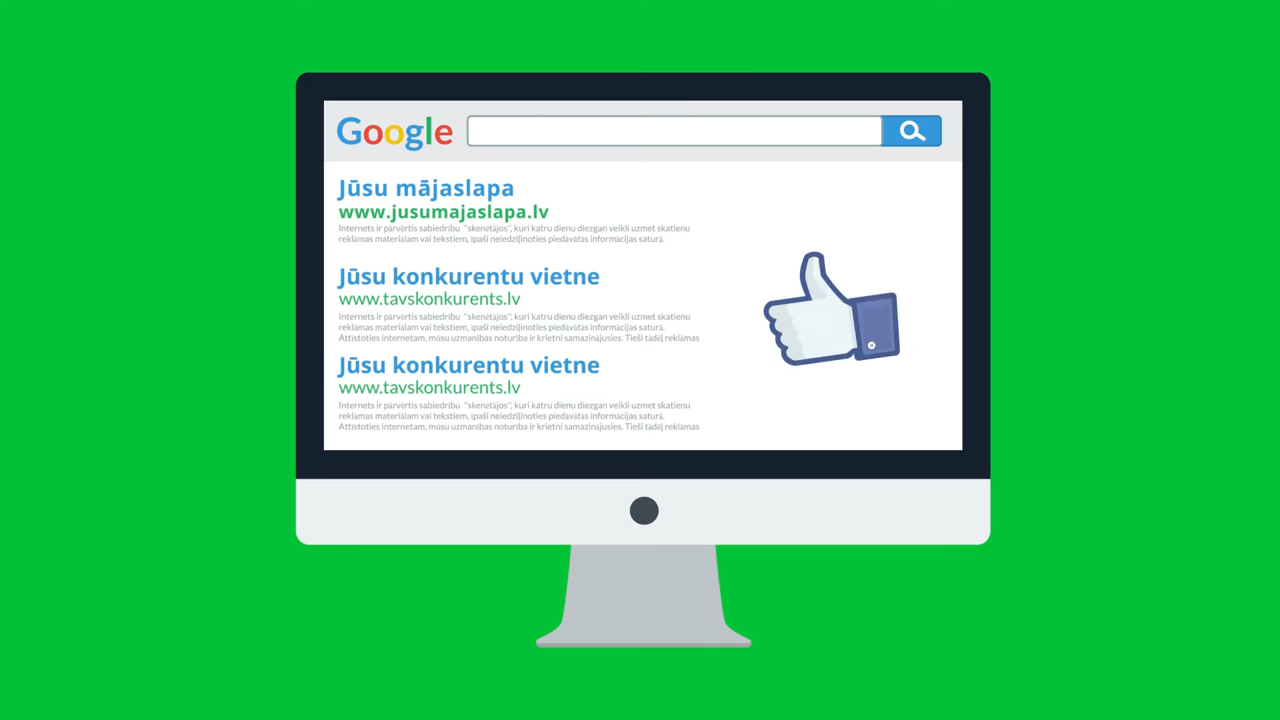 Google
Jūsu mājaslapa
www.jusumajaslapa.lv
Internets ir pārvērtis sabiedrību "skenētājos", kuri katru dienu diezgan veikli uzmet skatienu
reklāmas materiālam vai tekstiem, īpaši neiedziļinoties piedāvātās informācijas saturā.
Jūsu konkurentu vietne
www.tavskonkurents.lv
Internets ir pārvērtis sabiedrību "skenētājos", kuri katru dienu diezgan veikli uzmet skatienu
reklāmas materiālam vai tekstiem, īpaši neiedziļinoties piedāvātās informācijas saturā.
Attīstoties internetam, mūsu uzmanības noturība ir krietni samazinājusies. Tieši tādēļ reklāmas
Jūsu konkurentu vietne
www.tavskonkurents.lv
Internets ir pārvērtis sabiedrību "skenētājos", kuri katru dienu diezgan veikli uzmet skatienu
reklāmas materiālam vai tekstiem, īpaši neiedziļinoties piedāvātās informācijas saturā.
Attīstoties internetam, mūsu uzmanības noturība ir krietni samazinājusies. Tieši tādēļ reklāmas